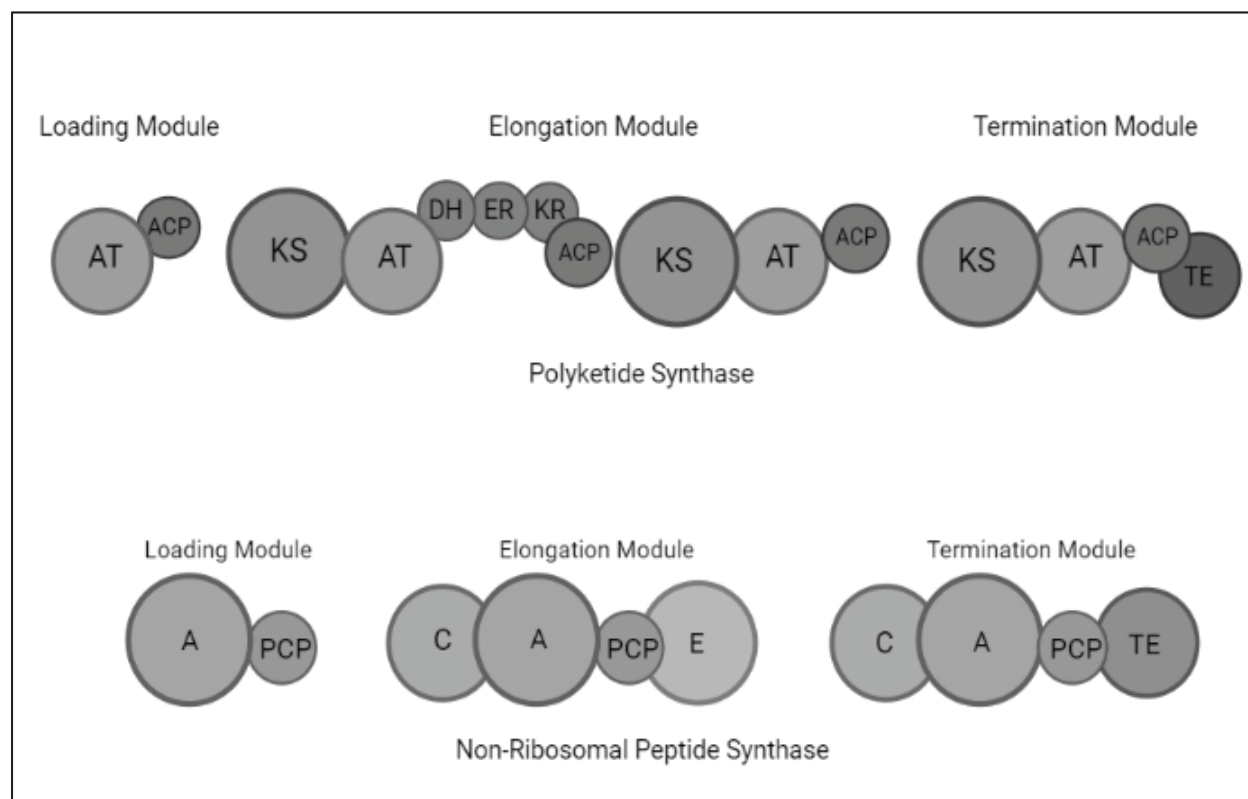 Loading Module Elongation Module Termination Module
DH ER KR
ACP ACP ACP
AT KS AT ACP KS AT KS AT TE
Polyketide Synthase
Loading Module Elongation Module Termination Module
A PCP C A PCP E C A PCP TE
Non-Ribosomal Peptide Synthase